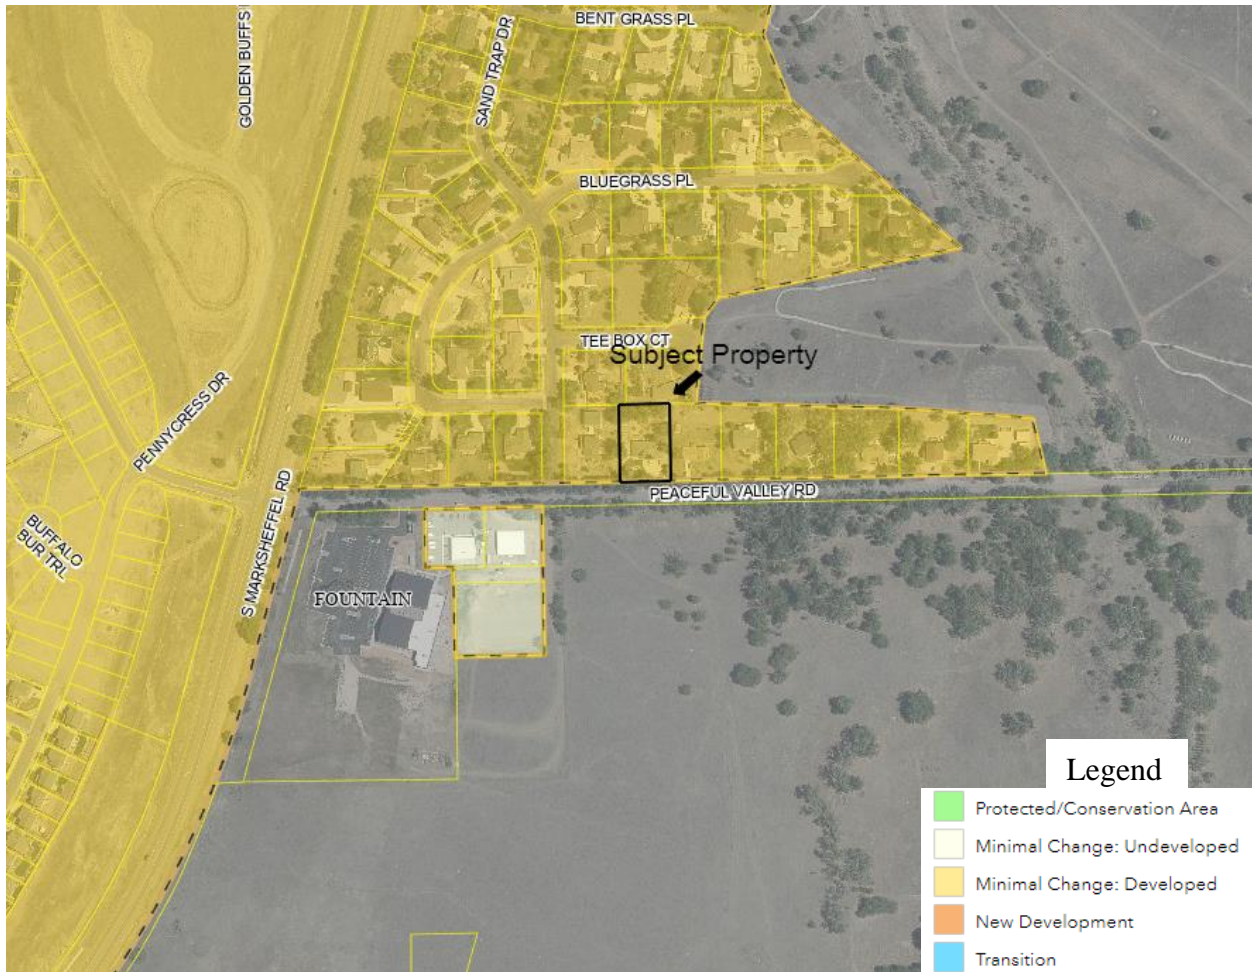 BENT GRASS PL
GOLDEN BUFFS
SAND TRAP DR
BLUEGRASS PL
TEE BOX CT
Subject Property
PENNYCRESS DR
PEACEFUL VALLEY RD
S MARKSHEFFEL RD
BUFFALO
BUR TRL
FOUNTAIN
Legend
Protected/Conservation Area
Minimal Change: Undeveloped
Minimal Change: Developed
New Development
Transition